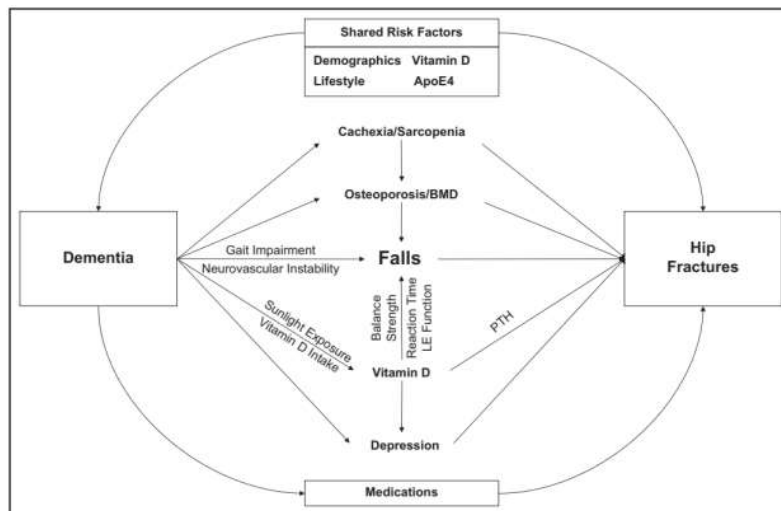 Shared Risk Factors
Demographics Vitamin D
Lifestyle ApoE4
Cachexia/Sarcopenia
Osteoporosis/BMD
Dementia
Gait Impairment
Neurovascular Instability
Falls
Hip
Fractures
Sunlight Exposure
Vitamin D Intake
Balance
Strength
Reaction Time
LE Function
PTH
Vitamin D
Depression
Medications